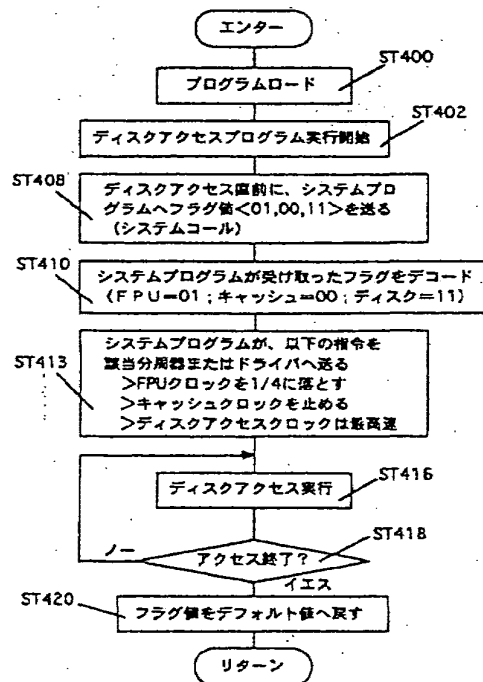 エンター
ST400
プログラムロード
ST402
ディスクアクセスプログラム実行開始
ST408
ディスクアクセス直前に、システムプロ
グラムへフラグ値<01,00,11>を送る
(システムコール)
ST410
システムプログラムが受け取ったフラグをデコード
(FPU=01;キャッシュ=00;ディスク=11)
ST413
システムプログラムが、以下の指令を
該当分周器またはドライバへ送る
>FPUクロックを1/4に落とす
>キャッシュクロックを止める
>ディスクアクセスクロックは最高速
ST416
ディスクアクセス実行
ST418
アクセス終了?
ノー
イエス
ST420
フラグ値をデフォルト値へ戻す
リターン